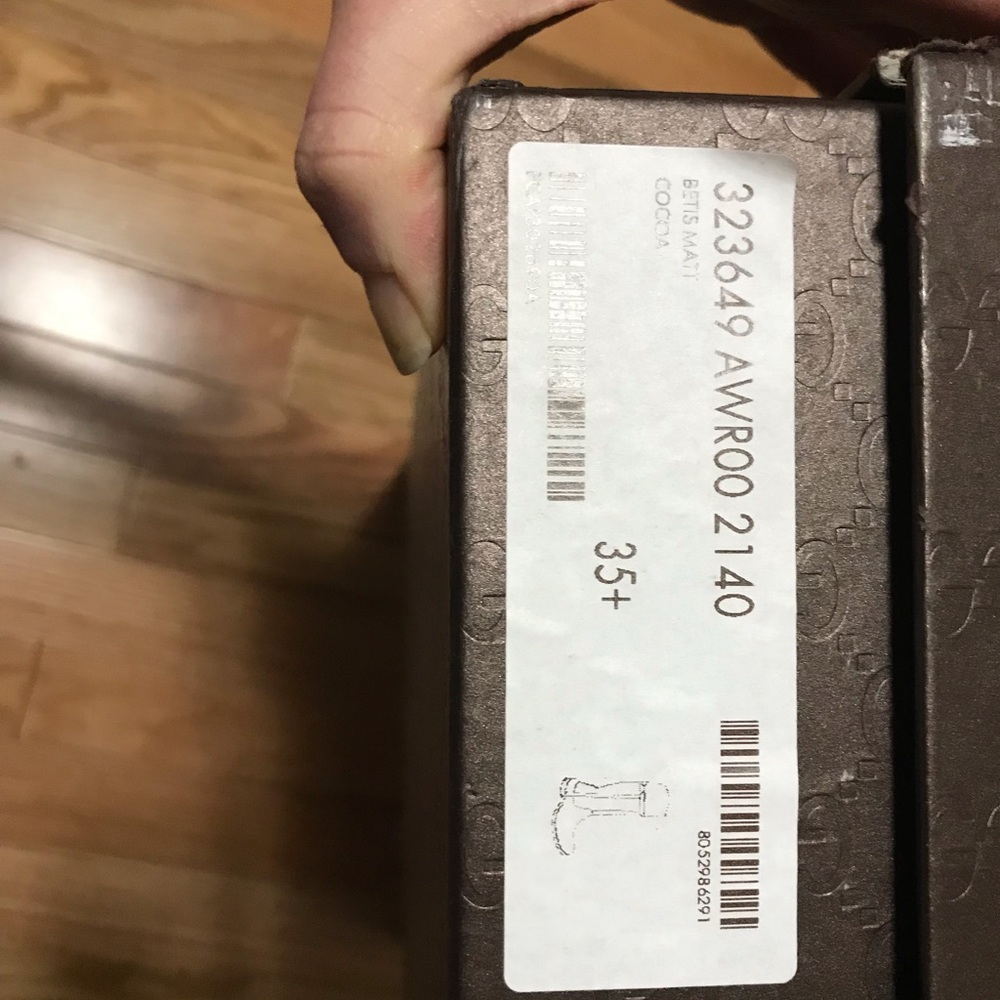 323649 AWR00 2140
BETIS MATT
COCOA
35+
8052986291